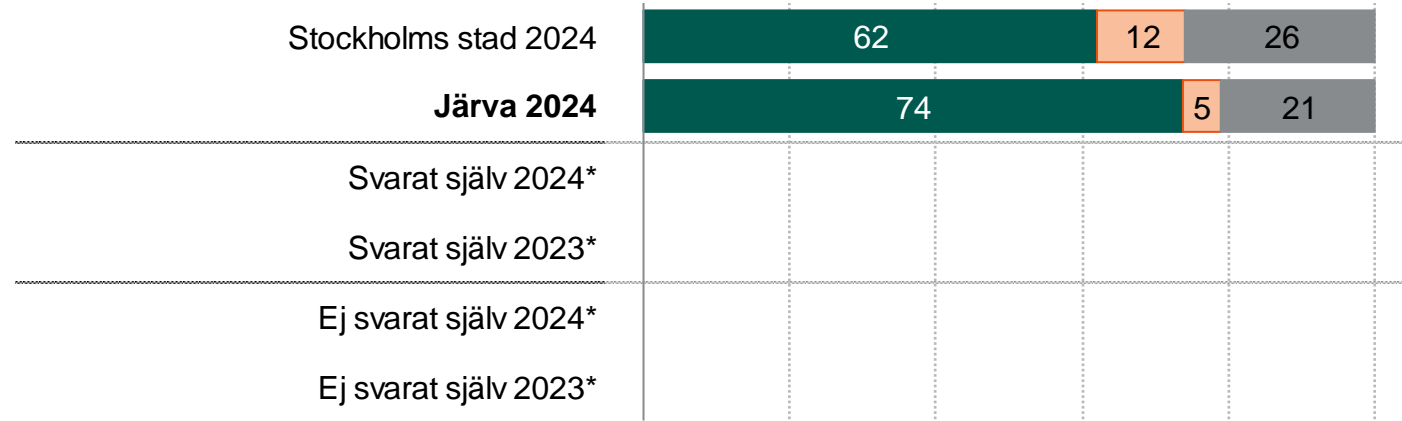 Stockholms stad 2024 62 12 26
Järva 2024 74 5 21
Svarat själv 2024*
Svarat själv 2023*
Ej svarat själv 2024*
Ej svarat själv 2023*